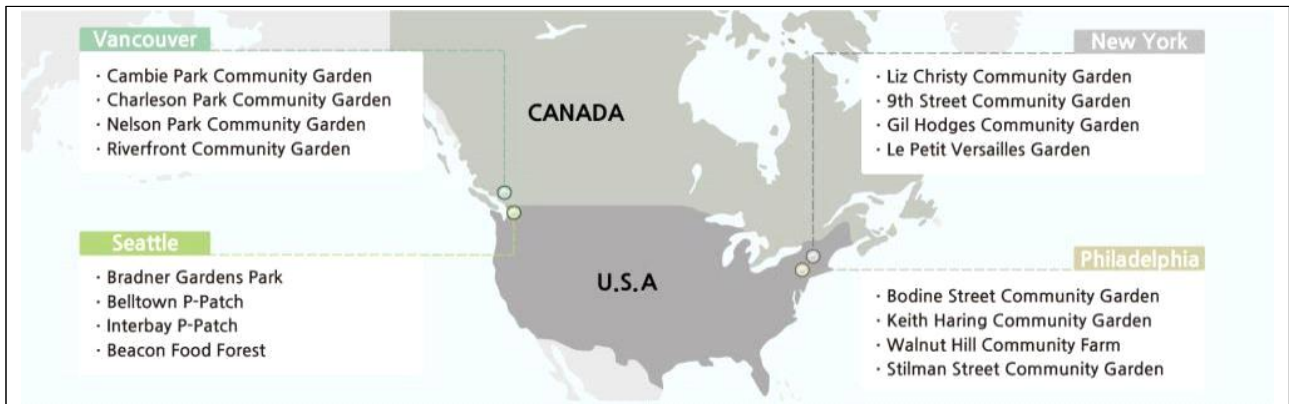 Vancouver
· Cambie Park Community Garden
· Charleson Park Community Garden
· Nelson Park Community Garden
· Riverfront Community Garden
Seattle
· Bradner Gardens Park
· Belltown P-Patch
· Interbay P-Patch
· Beacon Food Forest
CANADA
U.S.A
New York
· Liz Christy Community Garden
· 9th Street Community Garden
· Gil Hodges Community Garden
· Le Petit Versailles Garden
Philadelphia
· Bodine Street Community Garden
· Keith Haring Community Garden
· Walnut Hill Community Farm
· Stilman Street Community Garden